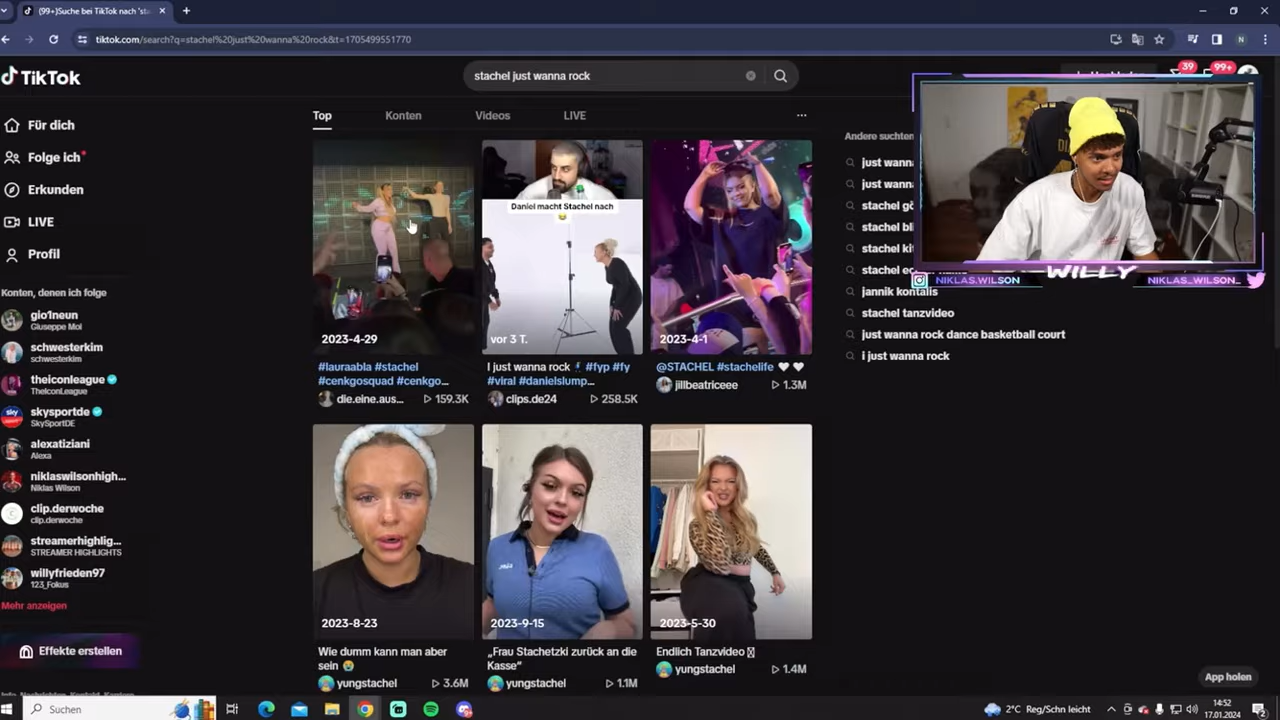 (99+)Suche bei TikTok nach 'sta
tiktok.com/search?q=stachel%20just%20wanna%20rock&t=1705499551770
N
TikTok
stachel just wanna rock
39
99+
Für dich
Folge ich
Erkunden
LIVE
Profil
Konten, denen ich folge
gio1neun
Giuseppe Moi
schwesterkim
schwesterkim
theiconleague
TheIconLeague
skysportde
SkySportDE
alexatiziani
Alexa
niklaswilsonhigh...
Niklas Wilson
clip.derwoche
clip.derwoche
streamerhighlig...
STREAMER HIGHLIGHTS
willyfrieden97
123_Fokus
Mehr anzeigen
Effekte erstellen
Top
Konten
Videos
LIVE
2023-4-29
#lauraabla #stachel
#cenkgosquad #cenkgo...
die.eine.aus...
159.3K
Daniel macht Stachel nach
vor 3 T.
I just wanna rock #fyp #fy
#viral #danielslump...
clips.de24
258.5K
2023-4-1
@STACHEL #stachelife
jillbeatriceee
1.3M
2023-8-23
Wie dumm kann man aber
sein
yungstachel
3.6M
2023-9-15
„Frau Stachetzki zurück an die
Kasse“
yungstachel
1.1M
2023-5-30
Endlich Tanzvideo
yungstachel
1.4M
Andere suchten
just wann
just wann
stachel
stachel
stachel
stachel
jannik kontalis
stachel tanzvideo
just wanna rock dance basketball court
i just wanna rock
WILLY
NIKLAS.WILSON
NIKLAS_WILSON_
App holen
Suchen
2°C Reg/Schn leicht
14:52
17.01.2024